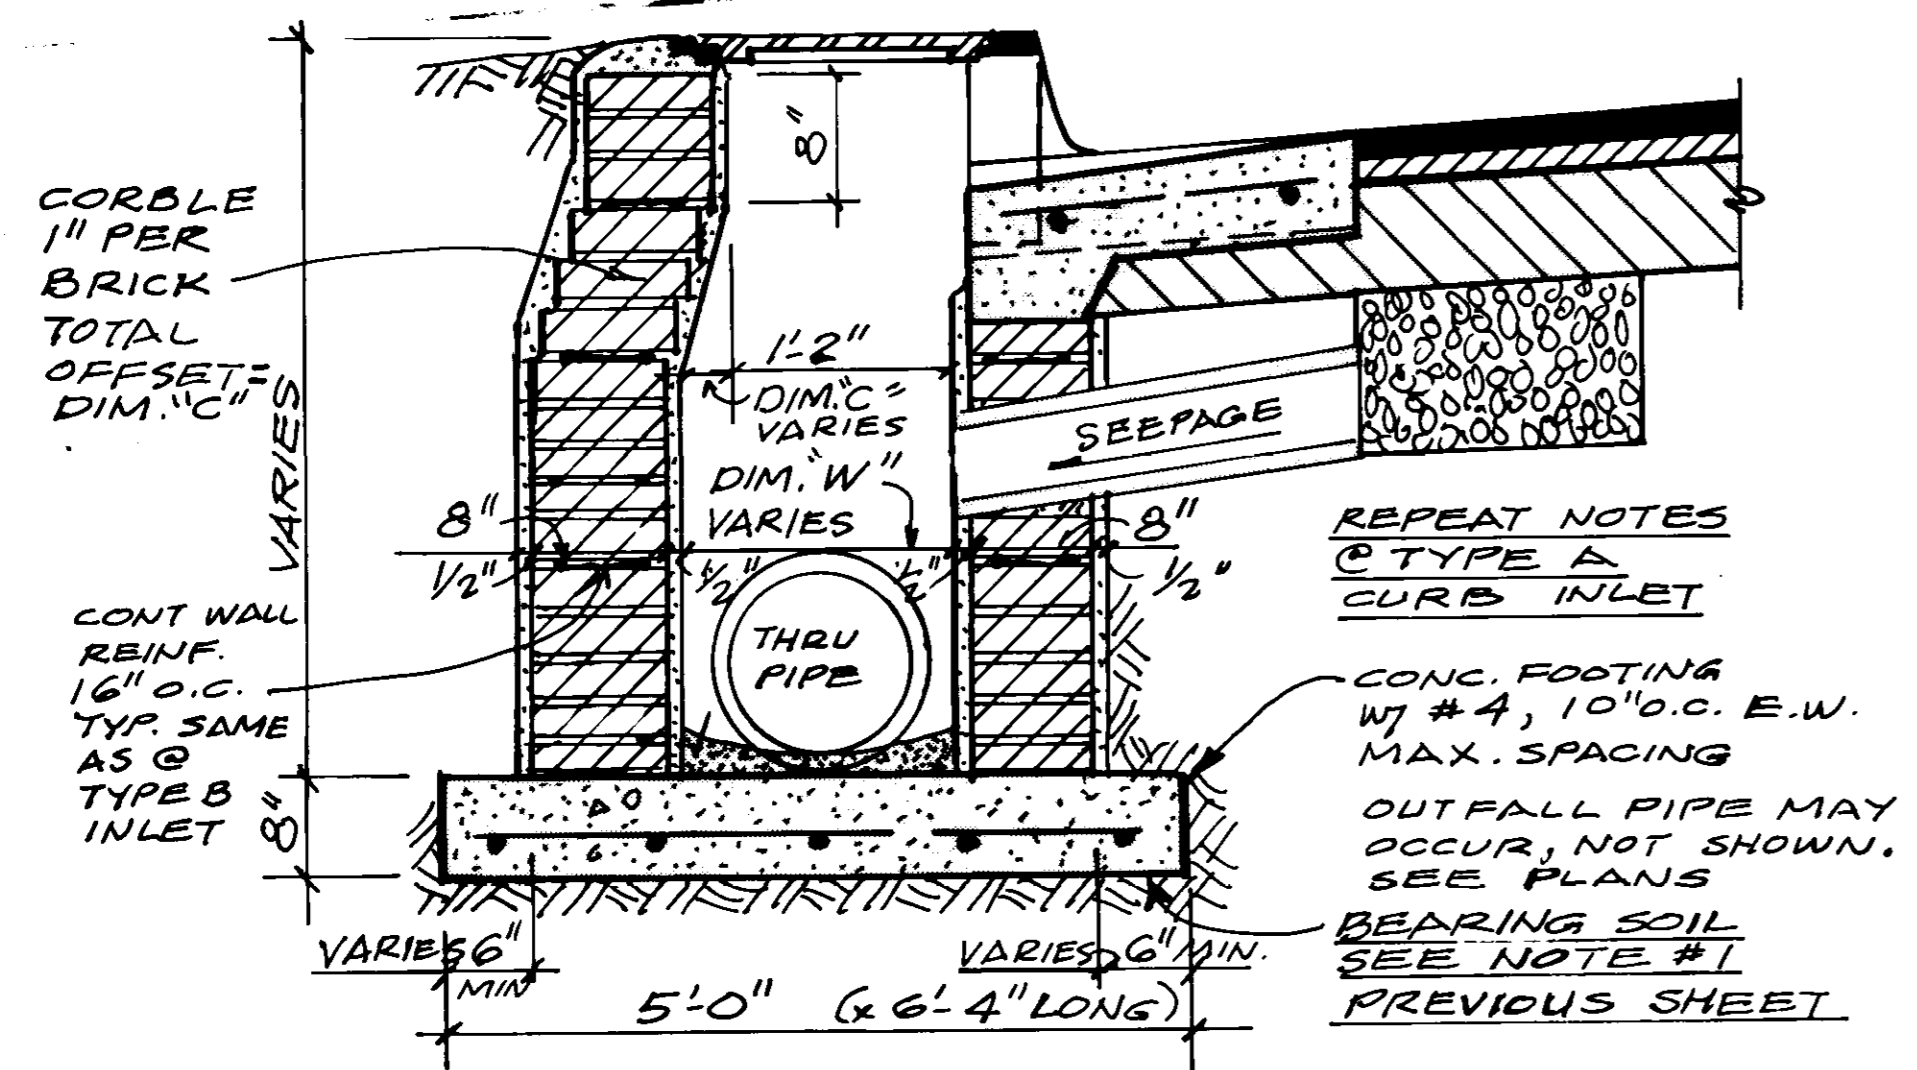 CORBLE
1" PER
BRICK
TOTAL
OFFSET=
DIM. "C"
VARIES
8"
1'-2"
DIM. "C" =
VARIES
DIM. "W"
VARIES
SEEPAGE
8"
1/2"
1/2"
1/2"
8"
1/2"
THRU
PIPE
CONT WALL
REINF.
16" O.C.
TYP. SAME
AS @
TYPE B
INLET
8"
REPEAT NOTES
@ TYPE A
CURB INLET
CONC. FOOTING
W/ #4, 10" O.C. E.W.
MAX. SPACING
OUTFALL PIPE MAY
OCCUR, NOT SHOWN.
SEE PLANS
BEARING SOIL
SEE NOTE #1
PREVIOUS SHEET
VARIES 6"
MIN
VARIES, 6" MIN.
5'-0" (x 6'-4" LONG)